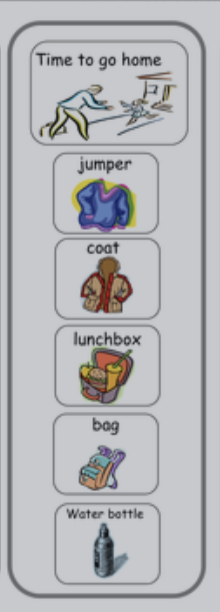 Time to go home
jumper
coat
lunchbox
bag
Water bottle